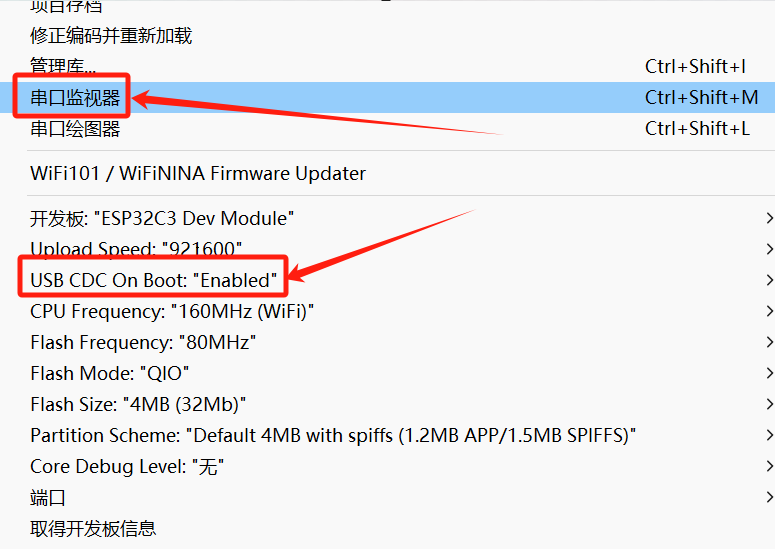 项目存档
修正编码并重新加载
管理库... Ctrl+Shift+I
串口监视器 Ctrl+Shift+M
串口绘图器 Ctrl+Shift+L
WiFi101 / WiFiNINA Firmware Updater
开发板: "ESP32C3 Dev Module"
Upload Speed: "921600"
USB CDC On Boot: "Enabled"
CPU Frequency: "160MHz (WiFi)"
Flash Frequency: "80MHz"
Flash Mode: "QIO"
Flash Size: "4MB (32Mb)"
Partition Scheme: "Default 4MB with spiffs (1.2MB APP/1.5MB SPIFFS)"
Core Debug Level: "无"
端口
取得开发板信息